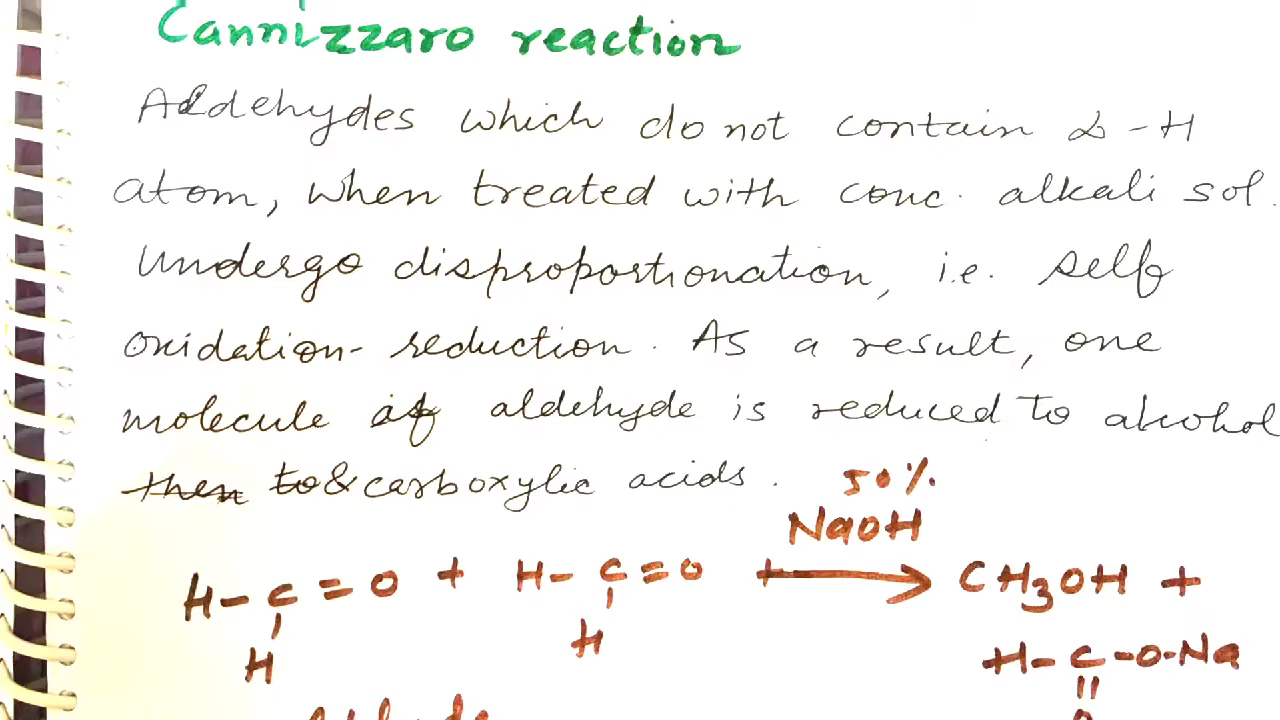 Cannizzaro reaction
Aldehydes which do not contain α-H
atom, when treated with conc. alkali sol.
undergo disproportionation, i.e. self
oxidation-reduction. As a result, one
molecule of aldehyde is reduced to alcohol
then to & carboxylic acids.
50%
NaOH
H-C=O + H-C=O + → CH3OH +
H H
H-C-O-Na